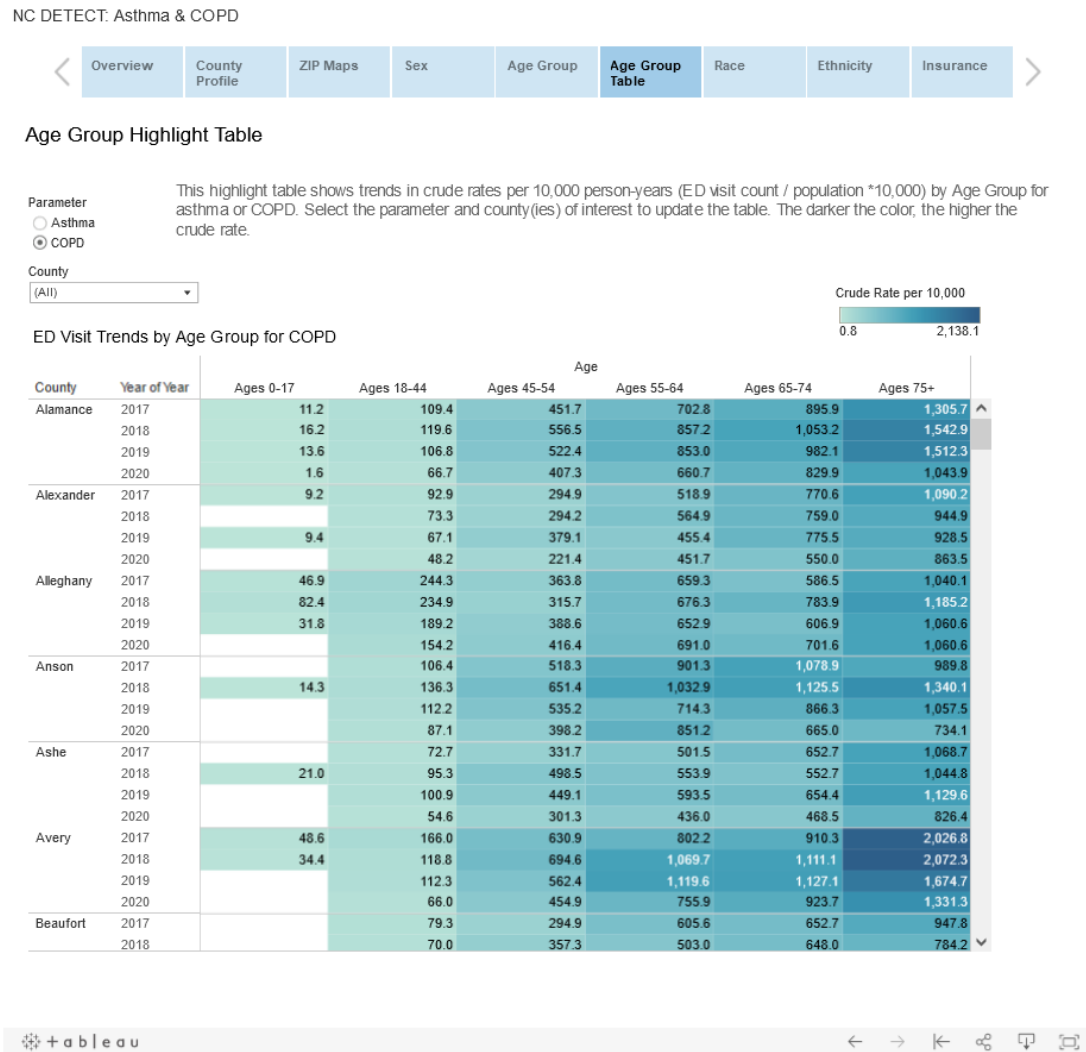 NC DETECT: Asthma & COPD
Overview County Profile ZIP Maps Sex Age Group Age Group Table Race Ethnicity Insurance
Age Group Highlight Table
This highlight table shows trends in crude rates per 10,000 person-years (ED visit count / population *10,000) by Age Group for
asthma or COPD. Select the parameter and county(ies) of interest to update the table. The darker the color, the higher the
crude rate.
Parameter
Asthma
COPD
County
(All)
Crude Rate per 10,000
0.8 2,138.1
ED Visit Trends by Age Group for COPD
Age
County Year of Year Ages 0-17 Ages 18-44 Ages 45-54 Ages 55-64 Ages 65-74 Ages 75+
Alamance 2017 11.2 109.4 451.7 702.8 895.9 1,305.7
2018 16.2 119.6 556.5 857.2 1,053.2 1,542.9
2019 13.6 106.8 522.4 853.0 982.1 1,512.3
2020 1.6 66.7 407.3 660.7 829.9 1,043.9
Alexander 2017 9.2 92.9 294.9 518.9 770.6 1,090.2
2018 73.3 294.2 564.9 759.0 944.9
2019 9.4 67.1 379.1 455.4 775.5 928.5
2020 48.2 221.4 451.7 550.0 863.5
Alleghany 2017 46.9 244.3 363.8 659.3 586.5 1,040.1
2018 82.4 234.9 315.7 676.3 783.9 1,185.2
2019 31.8 189.2 388.6 652.9 606.9 1,060.6
2020 154.2 416.4 691.0 701.6 1,060.6
Anson 2017 106.4 518.3 901.3 1,078.9 989.8
2018 14.3 136.3 651.4 1,032.9 1,125.5 1,340.1
2019 112.2 535.2 714.3 866.3 1,057.5
2020 87.1 398.2 851.2 665.0 734.1
Ashe 2017 72.7 331.7 501.5 652.7 1,068.7
2018 21.0 95.3 498.5 553.9 552.7 1,044.8
2019 100.9 449.1 593.5 654.4 1,129.6
2020 54.6 301.3 436.0 468.5 826.4
Avery 2017 48.6 166.0 630.9 802.2 910.3 2,026.8
2018 34.4 118.8 694.6 1,069.7 1,111.1 2,072.3
2019 112.3 562.4 1,119.6 1,127.1 1,674.7
2020 66.0 454.9 755.9 923.7 1,331.3
Beaufort 2017 79.3 294.9 605.6 652.7 947.8
2018 70.0 357.3 503.0 648.0 784.2
+ a b l e a u